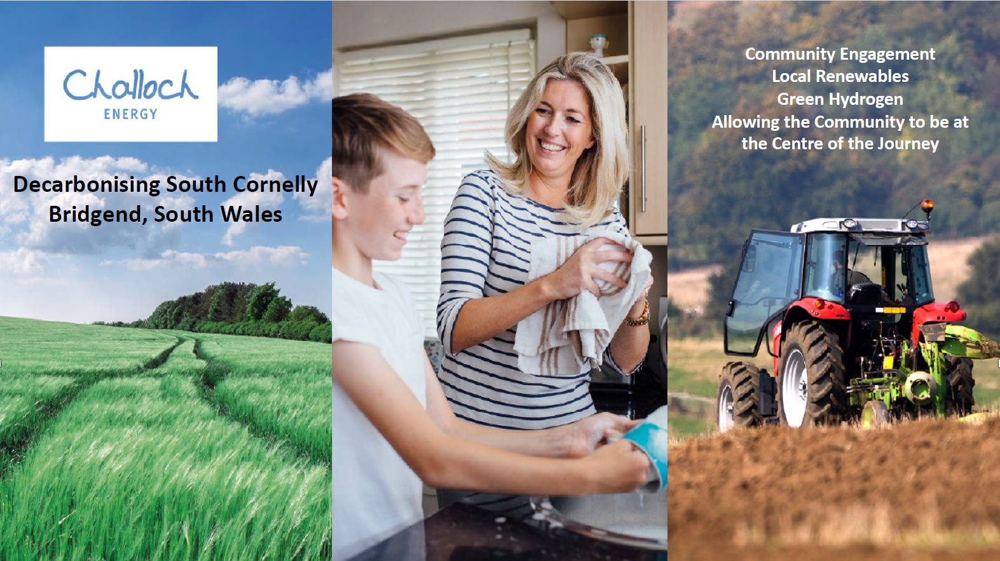 Challoch
ENERGY
Decarbonising South Cornelly
Bridgend, South Wales
Community Engagement
Local Renewables
Green Hydrogen
Allowing the Community to be at
the Centre of the Journey